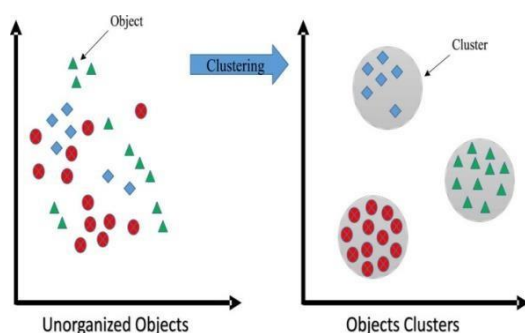 Object
Clustering
Cluster
Unorganized Objects
Objects Clusters